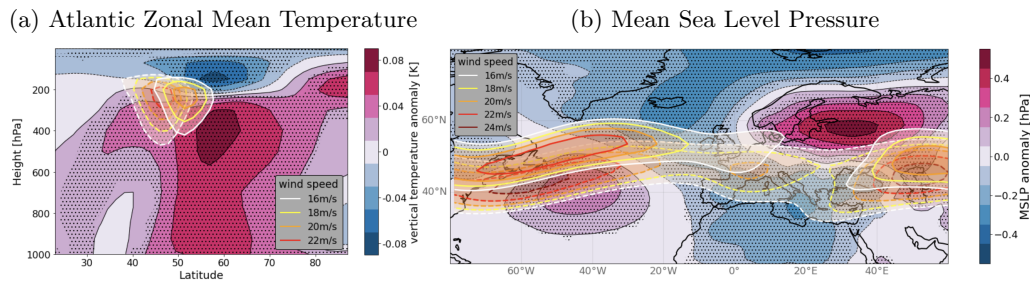 (a) Atlantic Zonal Mean Temperature
(b) Mean Sea Level Pressure
Height [hPa]
200
400
600
800
1000
30
40
50
60
70
80
Latitude
wind speed
16m/s
18m/s
20m/s
22m/s
0.08
0.04
0
-0.04
-0.08
vertical temperature anomaly [K]
wind speed
16m/s
18m/s
20m/s
22m/s
24m/s
60°N
40°N
60°W
40°W
20°W
0°
20°E
40°E
0.4
0.2
0.0
-0.2
-0.4
MSLP anomaly [hPa]